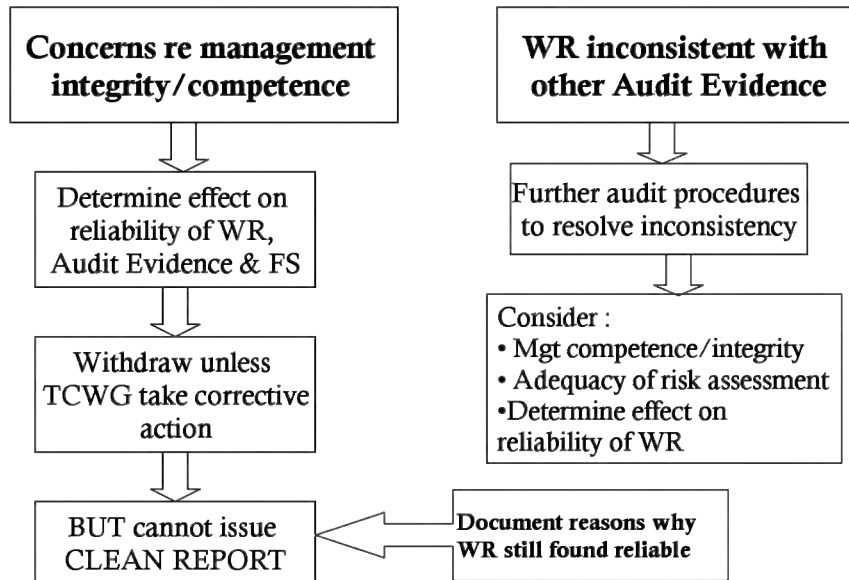 Concerns re management
integrity/competence
Determine effect on
reliability of WR,
Audit Evidence & FS
Withdraw unless
TCWG take corrective
action
BUT cannot issue
CLEAN REPORT
WR inconsistent with
other Audit Evidence
Further audit procedures
to resolve inconsistency
Consider :
• Mgt competence/integrity
• Adequacy of risk assessment
•Determine effect on
reliability of WR
Document reasons why
WR still found reliable